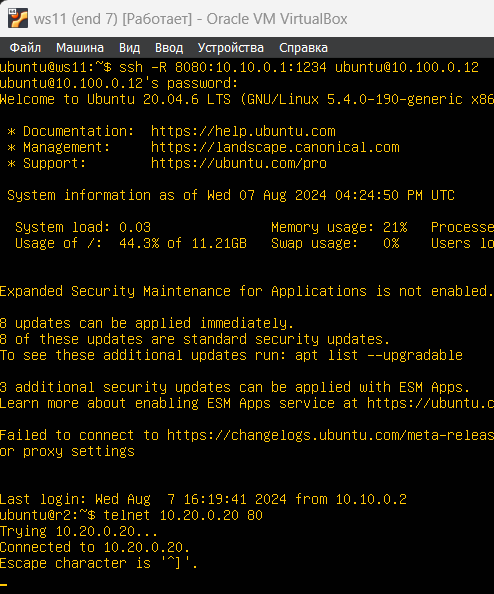 ws11 (end 7) [Работает] - Oracle VM VirtualBox
Файл Машина Вид Ввод Устройства Справка
ubuntu@ws11:~$ ssh -R 8080:10.10.0.1:1234 ubuntu@10.100.0.12
ubuntu@10.100.0.12's password:
Welcome to Ubuntu 20.04.6 LTS (GNU/Linux 5.4.0-190-generic x86
* Documentation: https://help.ubuntu.com
* Management: https://landscape.canonical.com
* Support: https://ubuntu.com/pro
System information as of Wed 07 Aug 2024 04:24:50 PM UTC
System load: 0.03 Memory usage: 21% Processe
Usage of /: 44.3% of 11.21GB Swap usage: 0% Users lo
Expanded Security Maintenance for Applications is not enabled.
8 updates can be applied immediately.
8 of these updates are standard security updates.
To see these additional updates run: apt list --upgradable
3 additional security updates can be applied with ESM Apps.
Learn more about enabling ESM Apps service at https://ubuntu.c
Failed to connect to https://changelogs.ubuntu.com/meta-releas
or proxy settings
Last login: Wed Aug 7 16:19:41 2024 from 10.10.0.2
ubuntu@r2:~$ telnet 10.20.0.20 80
Trying 10.20.0.20...
Connected to 10.20.0.20.
Escape character is '^]'.